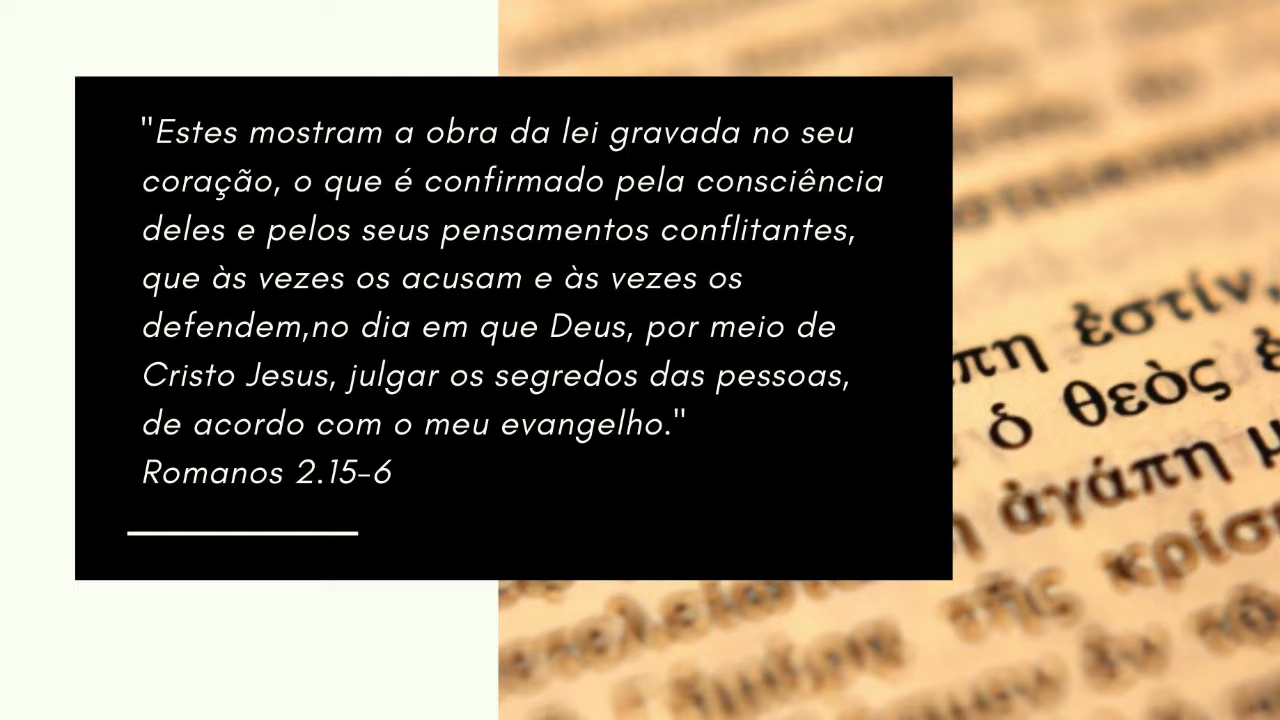 "Estes mostram a obra da lei gravada no seu
coração, o que é confirmado pela consciência
deles e pelos seus pensamentos conflitantes,
que às vezes os acusam e às vezes os
defendem,no dia em que Deus, por meio de
Cristo Jesus, julgar os segredos das pessoas,
de acordo com o meu evangelho."
Romanos 2.15-6
ἐστίν,
ὁ θεὸς
ἀγάπη